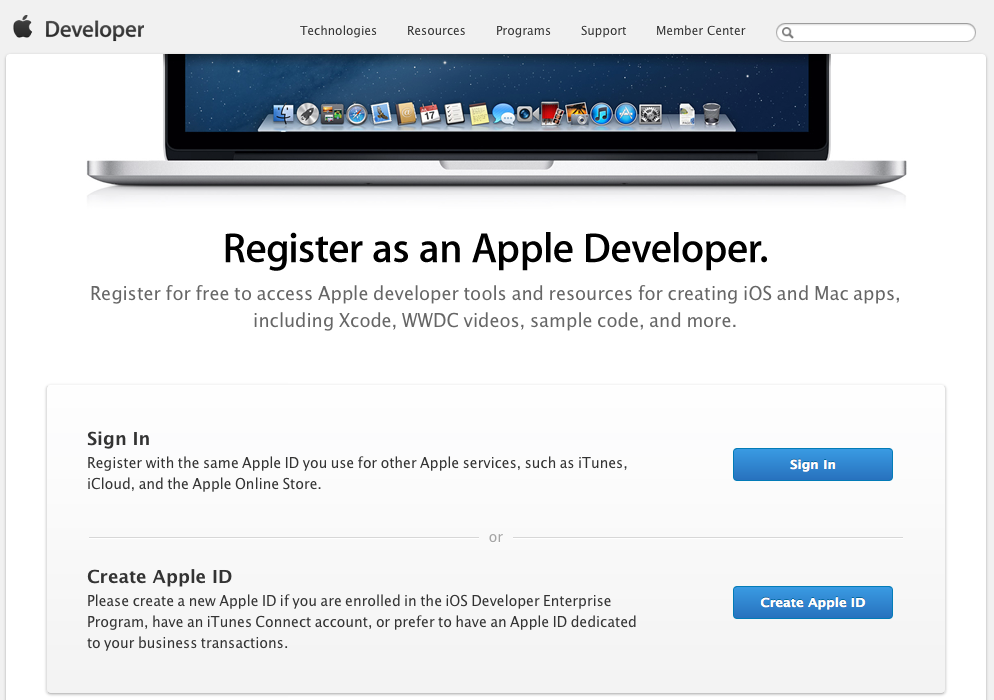 Developer
Technologies
Resources
Programs
Support
Member Center
17
Register as an Apple Developer.
Register for free to access Apple developer tools and resources for creating iOS and Mac apps,
including Xcode, WWDC videos, sample code, and more.
Sign In
Register with the same Apple ID you use for other Apple services, such as iTunes,
iCloud, and the Apple Online Store.
Sign In
or
Create Apple ID
Please create a new Apple ID if you are enrolled in the iOS Developer Enterprise
Program, have an iTunes Connect account, or prefer to have an Apple ID dedicated
to your business transactions.
Create Apple ID